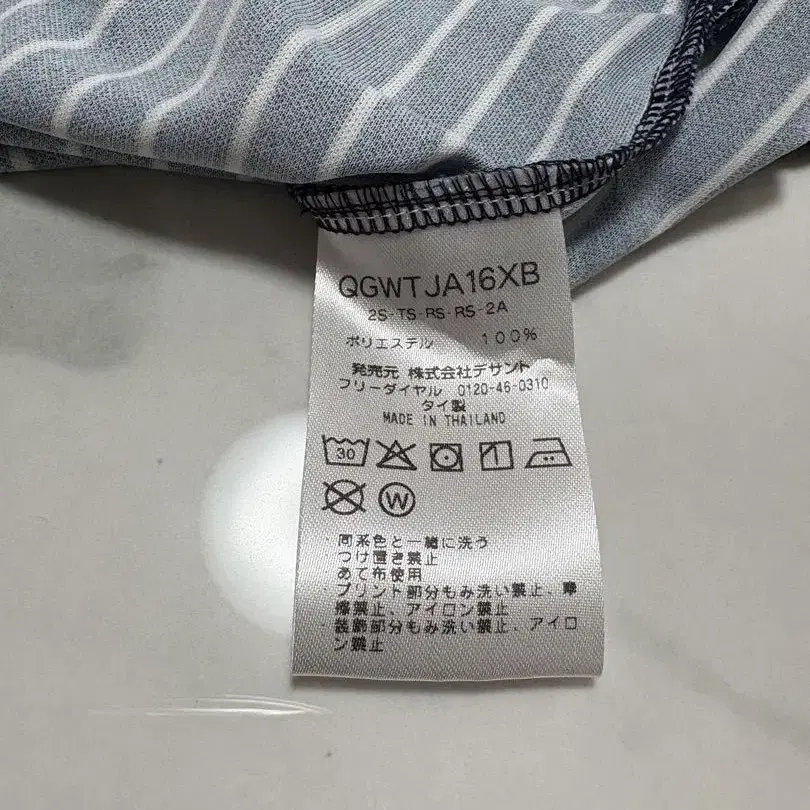 QGWTJA16XB
2S-TS-RS-RS-2A
ポリエステル 100%
発売元 株式会社デサント
フリーダイヤル 0120-46-0310
タイ製
MADE IN THAILAND
30
W
・同系色と一緒に洗う
・つけ置き禁止
あて布使用
・プリント部分もみ洗い禁止、摩
擦禁止、アイロン禁止
・装飾部分もみ洗い禁止、アイロ
ン禁止